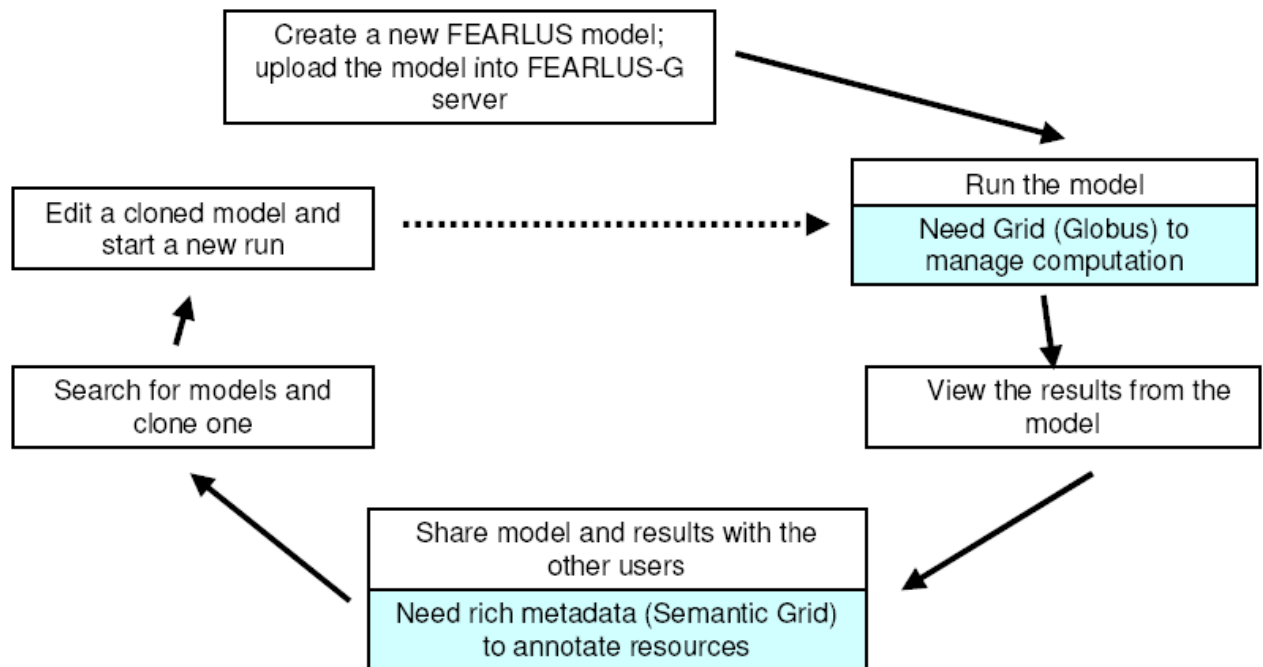 Create a new FEARLUS model;
upload the model into FEARLUS-G
server
Run the model
Need Grid (Globus) to
manage computation
View the results from the
model
Share model and results with the
other users
Need rich metadata (Semantic Grid)
to annotate resources
Search for models and
clone one
Edit a cloned model and
start a new run